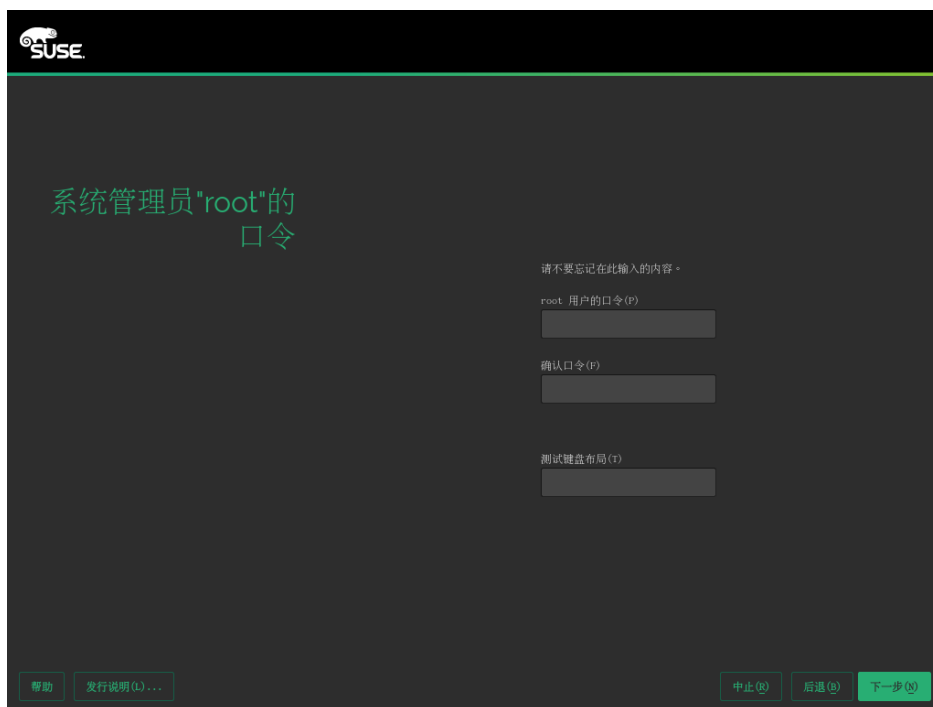 SUSE.
系统管理员"root"的
口令
请不要忘记在此输入的内容。
root 用户的口令(P)
确认口令(F)
测试键盘布局(T)
帮助
发行说明(L)...
中止(R)
后退(B)
下一步(N)